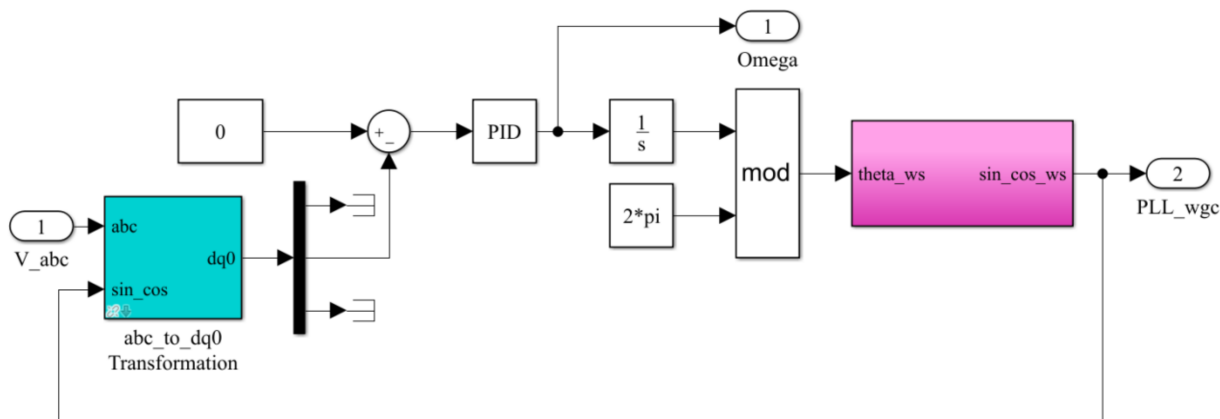 1
Omega
0
+
−
PID
1
s
mod
2*pi
theta_ws
sin_cos_ws
2
PLL_wgc
1
V_abc
abc
dq0
sin_cos
abc_to_dq0
Transformation